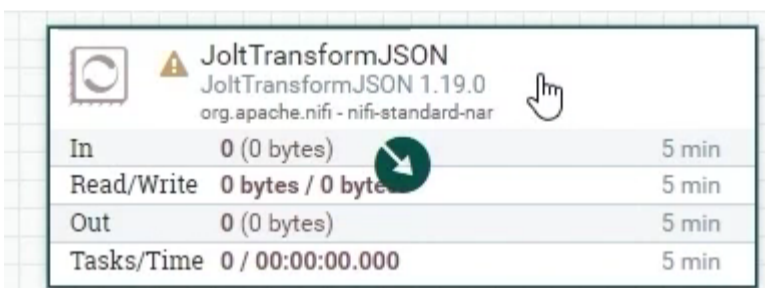 JoltTransformJSON
JoltTransformJSON 1.19.0
org.apache.nifi - nifi-standard-nar
In 0 (0 bytes) 5 min
Read/Write 0 bytes / 0 byte 5 min
Out 0 (0 bytes) 5 min
Tasks/Time 0 / 00:00:00.000 5 min